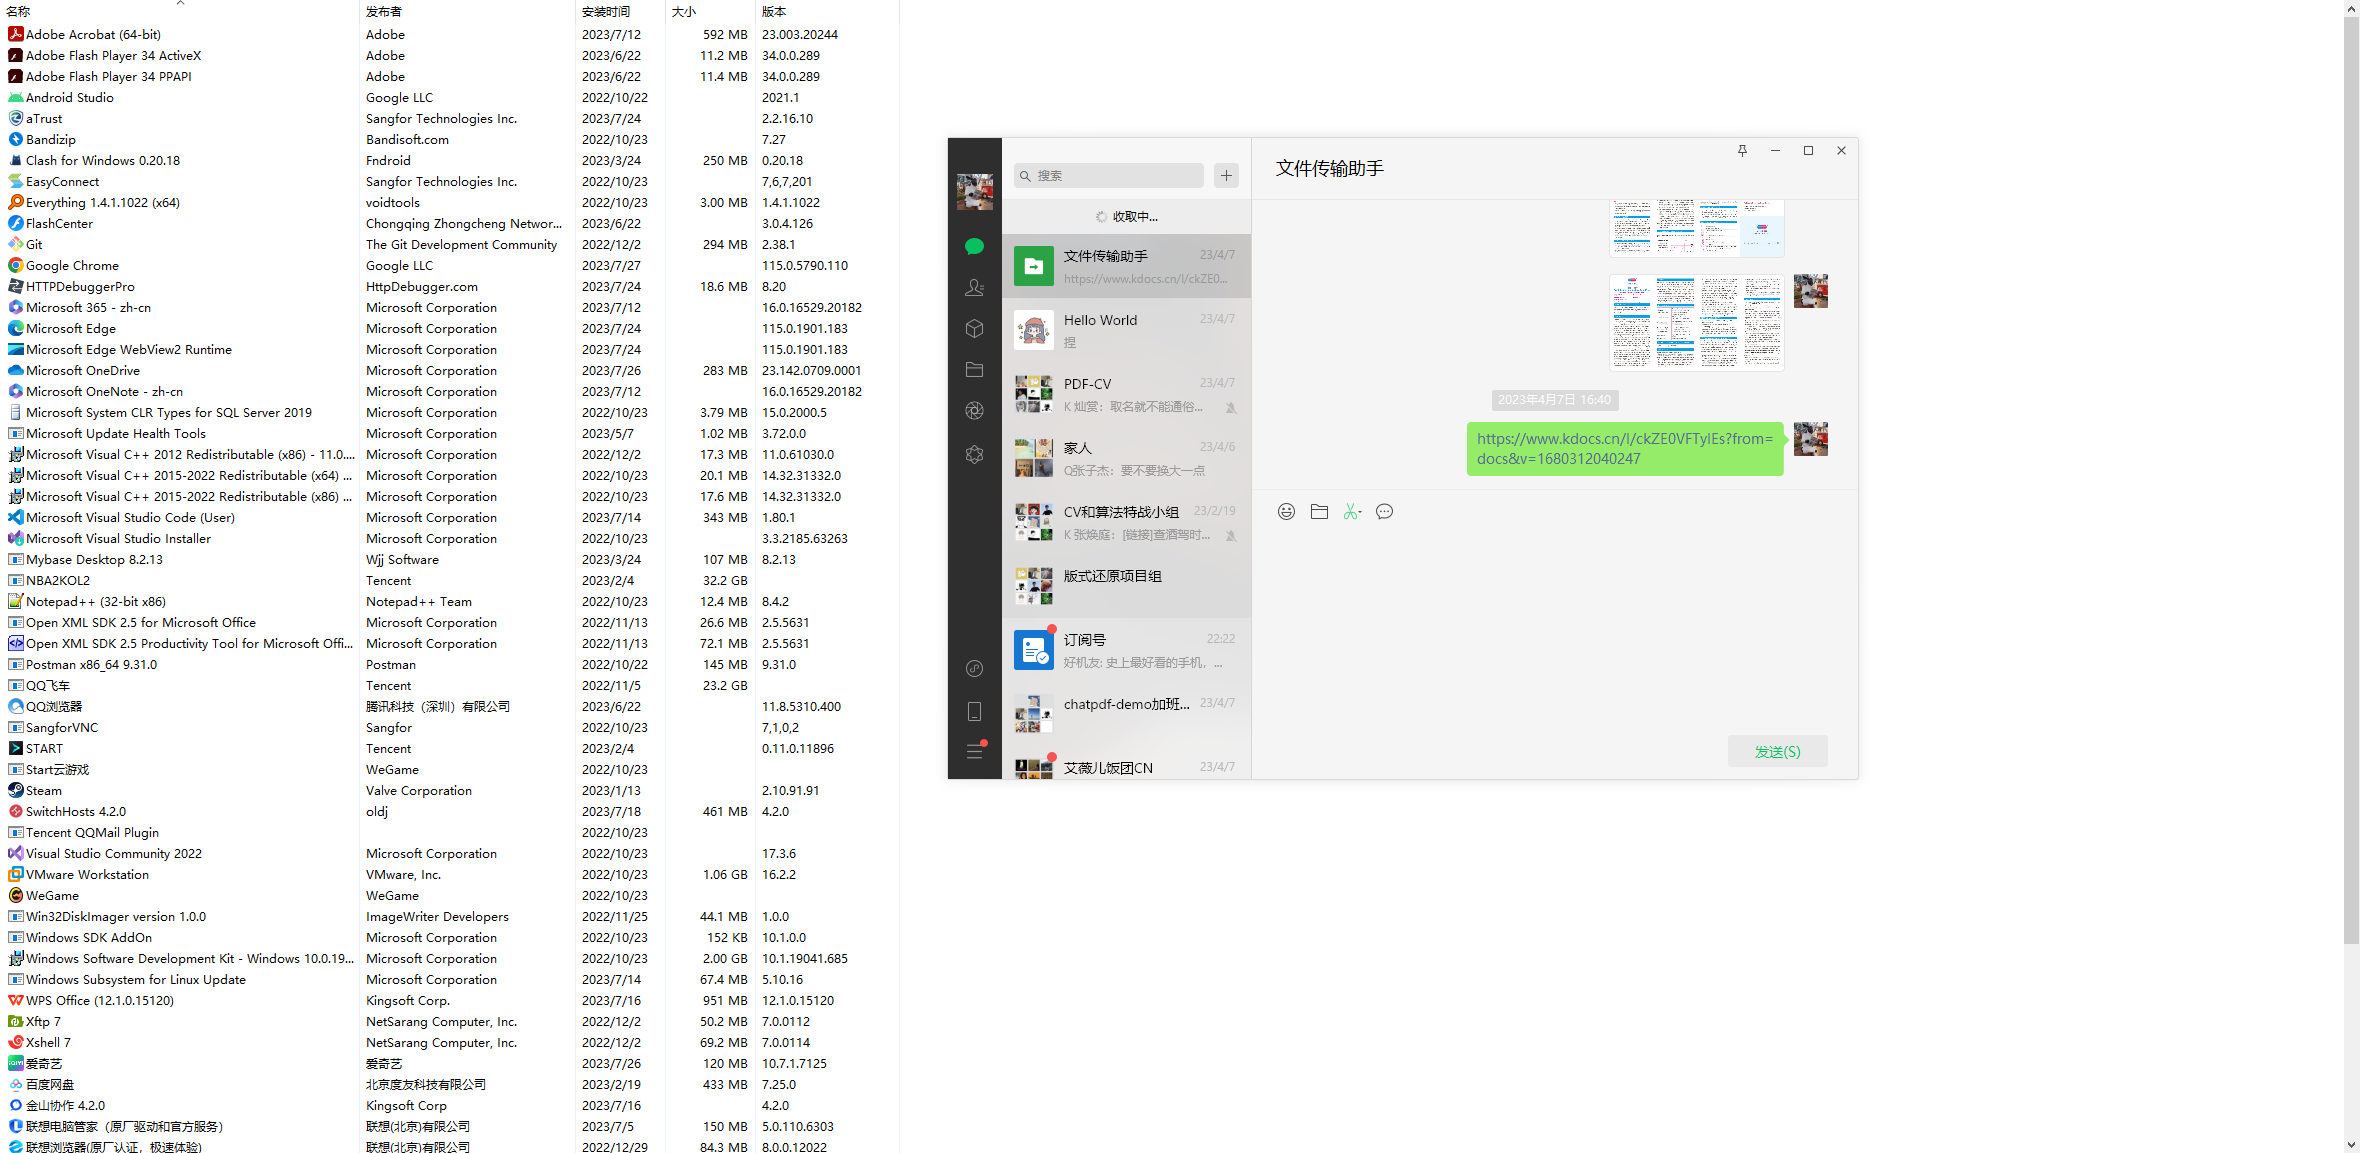 名称 发布者 安装时间 大小 版本
Adobe Acrobat (64-bit) Adobe 2023/7/12 592 MB 23.003.20244
Adobe Flash Player 34 ActiveX Adobe 2023/6/22 11.2 MB 34.0.0.289
Adobe Flash Player 34 PPAPI Adobe 2023/6/22 11.4 MB 34.0.0.289
Android Studio Google LLC 2022/10/22 2021.1
aTrust Sangfor Technologies Inc. 2023/7/24 2.2.16.10
Bandizip Bandisoft.com 2022/10/23 7.27
Clash for Windows 0.20.18 Fndroid 2023/3/24 250 MB 0.20.18
EasyConnect Sangfor Technologies Inc. 2022/10/23 7,6,7,201
Everything 1.4.1.1022 (x64) voidtools 2022/10/23 3.00 MB 1.4.1.1022
FlashCenter Chongqing Zhongcheng Networ... 2023/6/22 3.0.4.126
Git The Git Development Community 2022/12/2 294 MB 2.38.1
Google Chrome Google LLC 2023/7/27 115.0.5790.110
HTTPDebuggerPro HttpDebugger.com 2023/7/24 18.6 MB 8.20
Microsoft 365 - zh-cn Microsoft Corporation 2023/7/12 16.0.16529.20182
Microsoft Edge Microsoft Corporation 2023/7/24 115.0.1901.183
Microsoft Edge WebView2 Runtime Microsoft Corporation 2023/7/24 115.0.1901.183
Microsoft OneDrive Microsoft Corporation 2023/7/26 283 MB 23.142.0709.0001
Microsoft OneNote - zh-cn Microsoft Corporation 2023/7/12 16.0.16529.20182
Microsoft System CLR Types for SQL Server 2019 Microsoft Corporation 2022/10/23 3.79 MB 15.0.2000.5
Microsoft Update Health Tools Microsoft Corporation 2023/5/7 1.02 MB 3.72.0.0
Microsoft Visual C++ 2012 Redistributable (x86) - 11.0.... Microsoft Corporation 2022/12/2 17.3 MB 11.0.61030.0
Microsoft Visual C++ 2015-2022 Redistributable (x64) ... Microsoft Corporation 2022/10/23 20.1 MB 14.32.31332.0
Microsoft Visual C++ 2015-2022 Redistributable (x86) ... Microsoft Corporation 2022/10/23 17.6 MB 14.32.31332.0
Microsoft Visual Studio Code (User) Microsoft Corporation 2023/7/14 343 MB 1.80.1
Microsoft Visual Studio Installer Microsoft Corporation 2022/10/23 3.3.2185.63263
Mybase Desktop 8.2.13 Wjj Software 2023/3/24 107 MB 8.2.13
NBA2KOL2 Tencent 2023/2/4 32.2 GB
Notepad++ (32-bit x86) Notepad++ Team 2022/10/23 12.4 MB 8.4.2
Open XML SDK 2.5 for Microsoft Office Microsoft Corporation 2022/11/13 26.6 MB 2.5.5631
Open XML SDK 2.5 Productivity Tool for Microsoft Offi... Microsoft Corporation 2022/11/13 72.1 MB 2.5.5631
Postman x86_64 9.31.0 Postman 2022/10/22 145 MB 9.31.0
QQ飞车 Tencent 2022/11/5 23.2 GB
QQ浏览器 腾讯科技（深圳）有限公司 2023/6/22 11.8.5310.400
SangforVNC Sangfor 2022/10/23 7,1,0,2
START Tencent 2023/2/4 0.11.0.11896
Start云游戏 WeGame 2022/10/23
Steam Valve Corporation 2023/1/13 2.10.91.91
SwitchHosts 4.2.0 oldj 2023/7/18 461 MB 4.2.0
Tencent QQMail Plugin 2022/10/23
Visual Studio Community 2022 Microsoft Corporation 2022/10/23 17.3.6
VMware Workstation VMware, Inc. 2022/10/23 1.06 GB 16.2.2
WeGame WeGame 2022/10/23
Win32DiskImager version 1.0.0 ImageWriter Developers 2022/11/25 44.1 MB 1.0.0
Windows SDK AddOn Microsoft Corporation 2022/10/23 152 KB 10.1.0.0
Windows Software Development Kit - Windows 10.0.19... Microsoft Corporation 2022/10/23 2.00 GB 10.1.19041.685
Windows Subsystem for Linux Update Microsoft Corporation 2023/7/14 67.4 MB 5.10.16
WPS Office (12.1.0.15120) Kingsoft Corp. 2023/7/16 951 MB 12.1.0.15120
Xftp 7 NetSarang Computer, Inc. 2022/12/2 50.2 MB 7.0.0112
Xshell 7 NetSarang Computer, Inc. 2022/12/2 69.2 MB 7.0.0114
爱奇艺 爱奇艺 2023/7/26 120 MB 10.7.1.7125
百度网盘 北京度友科技有限公司 2023/2/19 433 MB 7.25.0
金山协作 4.2.0 Kingsoft Corp 2023/7/16 4.2.0
联想电脑管家（原厂驱动和官方服务） 联想(北京)有限公司 2023/7/5 150 MB 5.0.110.6303
联想浏览器(原厂认证，极速体验) 联想(北京)有限公司 2022/12/29 84.3 MB 8.0.0.12022
搜索
收取中...
文件传输助手 23/4/7
https://www.kdocs.cn/l/ckZE0...
Hello World 23/4/7
捏
PDF-CV 23/4/7
K 灿赏：取名就不能通俗...
家人 23/4/6
Q张子杰：要不要换大一点
CV和算法特战小组 23/2/19
K 张焕庭：[链接]查酒驾时...
版式还原项目组
订阅号 22:22
好机友: 史上最好看的手机，...
chatpdf-demo加班... 23/4/7
艾薇儿饭团CN 23/4/7
文件传输助手
2023年4月7日 16:40
https://www.kdocs.cn/l/ckZE0VFTylEs?from=
docs&v=1680312040247
发送(S)